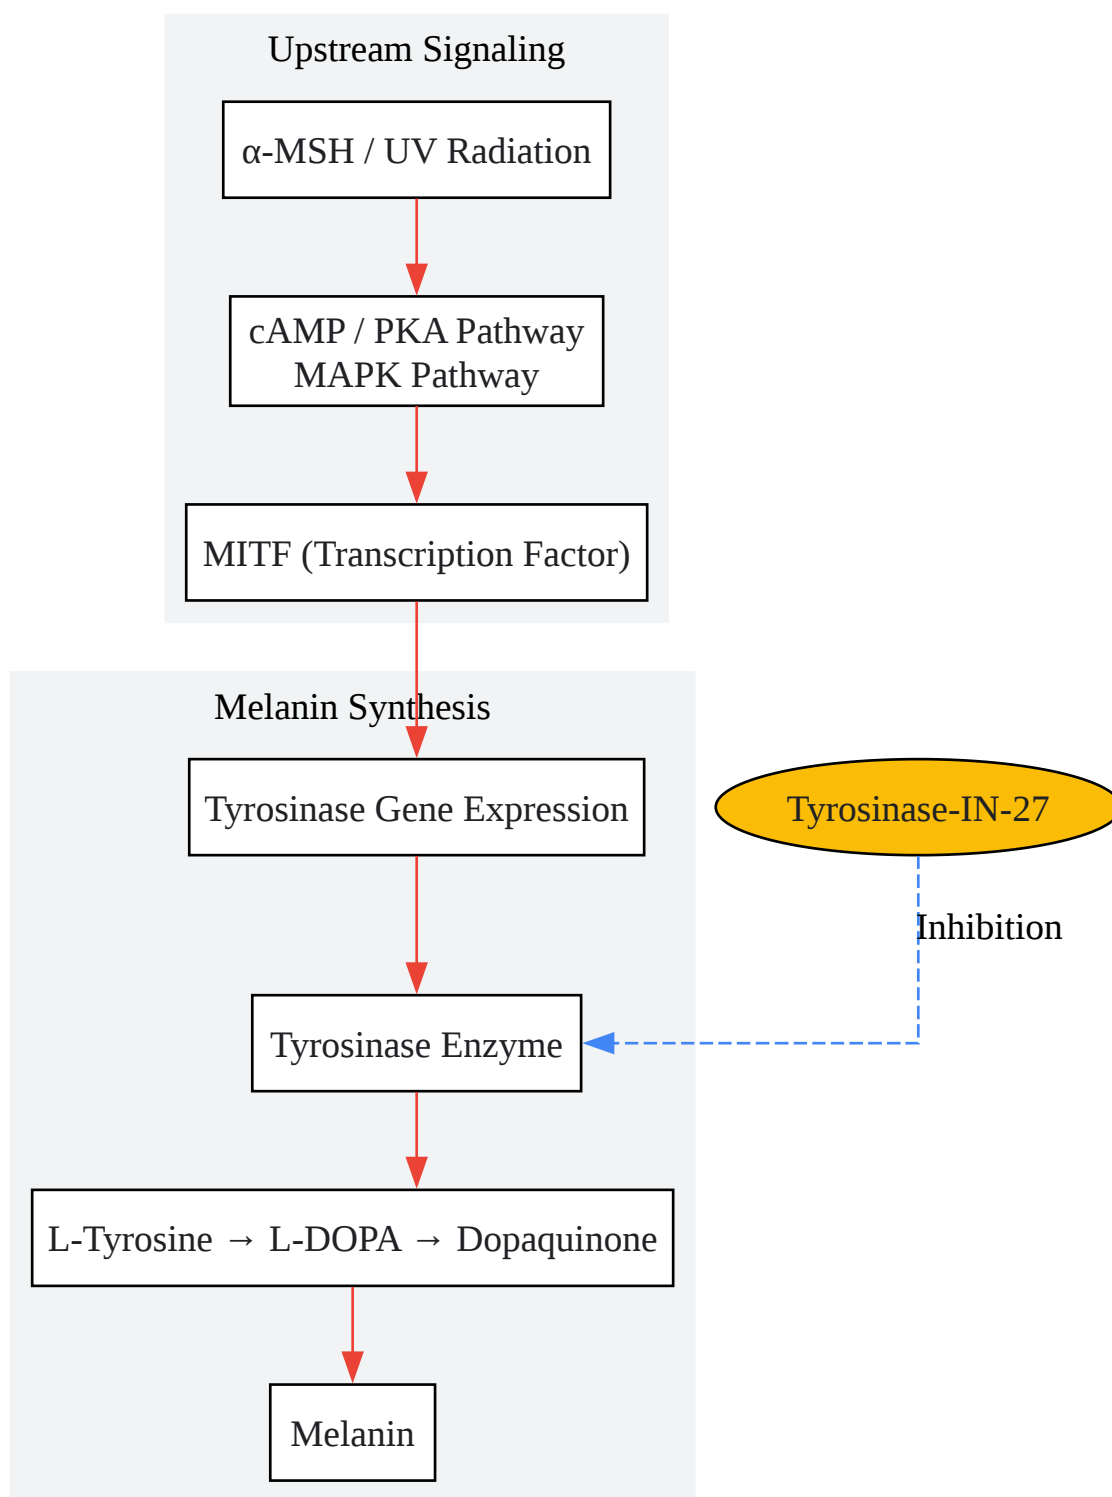 Upstream Signaling
α-MSH / UV Radiation
cAMP / PKA Pathway
MAPK Pathway
MITF (Transcription Factor)
Melanin Synthesis
Tyrosinase Gene Expression
Tyrosinase-IN-27
Inhibition
Tyrosinase Enzyme
L-Tyrosine → L-DOPA → Dopaquinone
Melanin